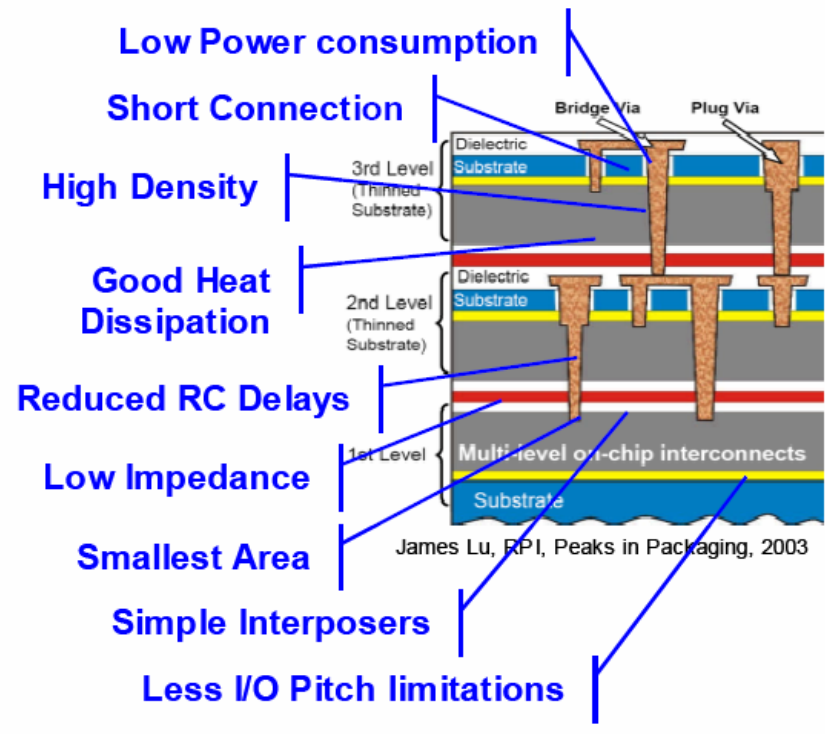 Low Power consumption
Short Connection
High Density
Good Heat
Dissipation
Reduced RC Delays
Low Impedance
Smallest Area
Simple Interposers
Less I/O Pitch limitations
Bridge Via
Plug Via
Dielectric
Substrate
3rd Level
(Thinned
Substrate)
Dielectric
Substrate
2nd Level
(Thinned
Substrate)
1st Level
Multi-level on-chip interconnects
Substrate
James Lu, RPI, Peaks in Packaging, 2003